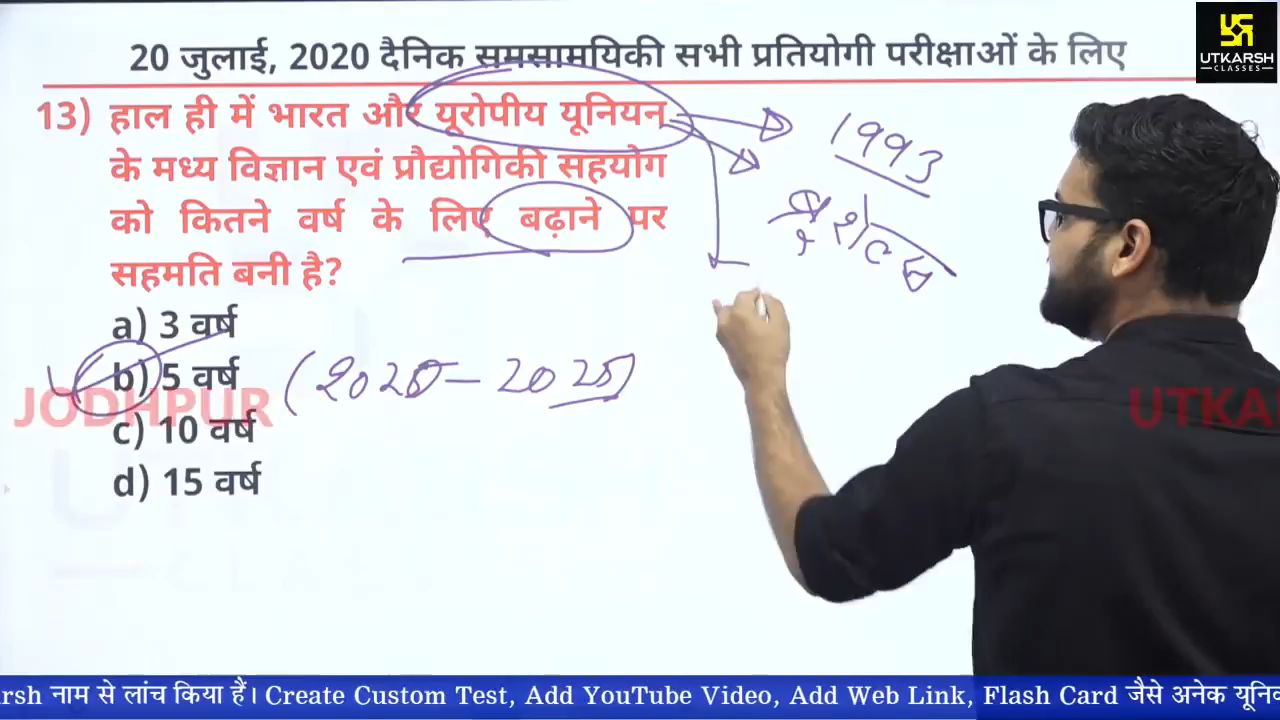 UTKARSH
CLASSES
20 जुलाई, 2020 दैनिक समसामयिकी सभी प्रतियोगी परीक्षाओं के लिए
13) हाल ही में भारत और यूरोपीय यूनियन
के मध्य विज्ञान एवं प्रौद्योगिकी सहयोग
को कितने वर्ष के लिए बढ़ाने पर
सहमति बनी है?
1993
a) 3 वर्ष
b) 5 वर्ष (2020 - 2025)
c) 10 वर्ष
d) 15 वर्ष
JODHPUR
UTKA
arsh नाम से लांच किया हैं। Create Custom Test, Add YouTube Video, Add Web Link, Flash Card जैसे अनेक यूनि